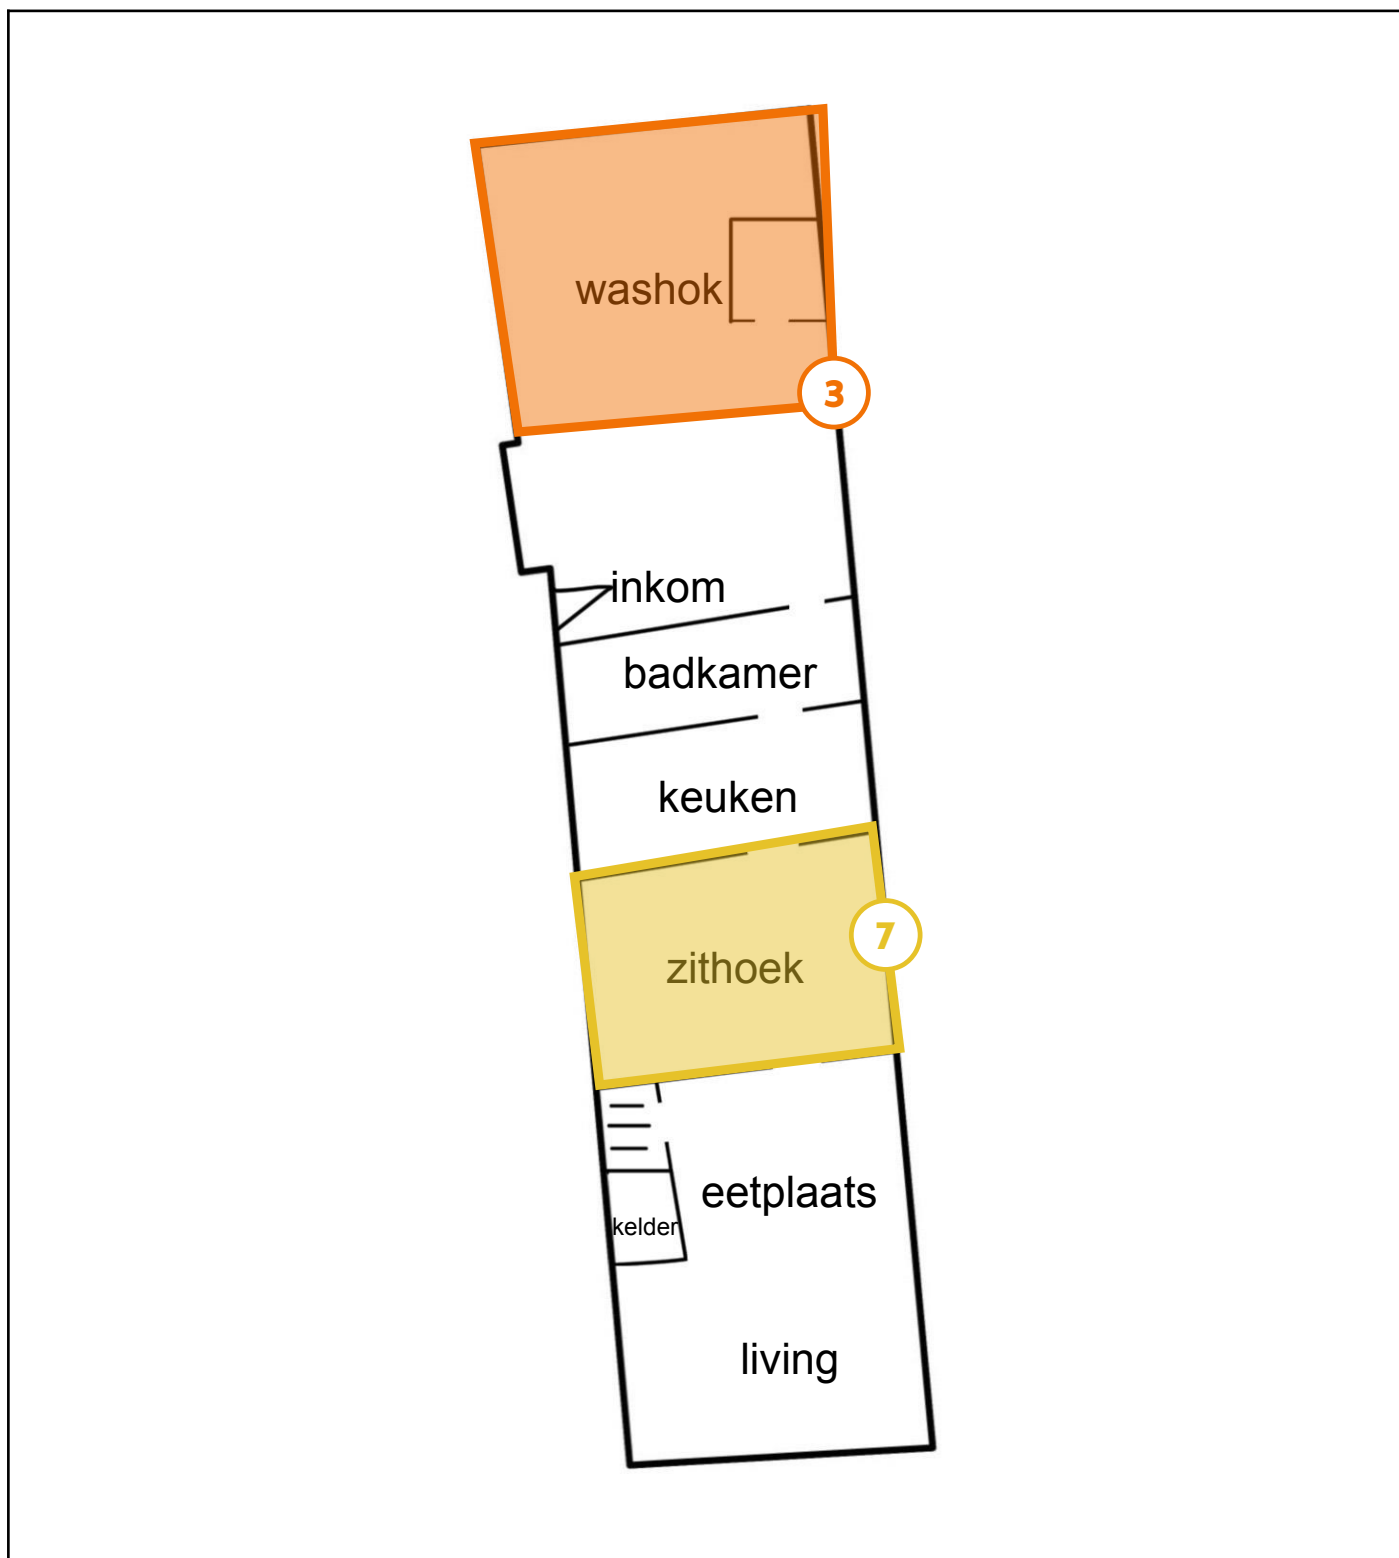 washok
3
inkom
badkamer
keuken
7
zithoek
eetplaats
kelder
living